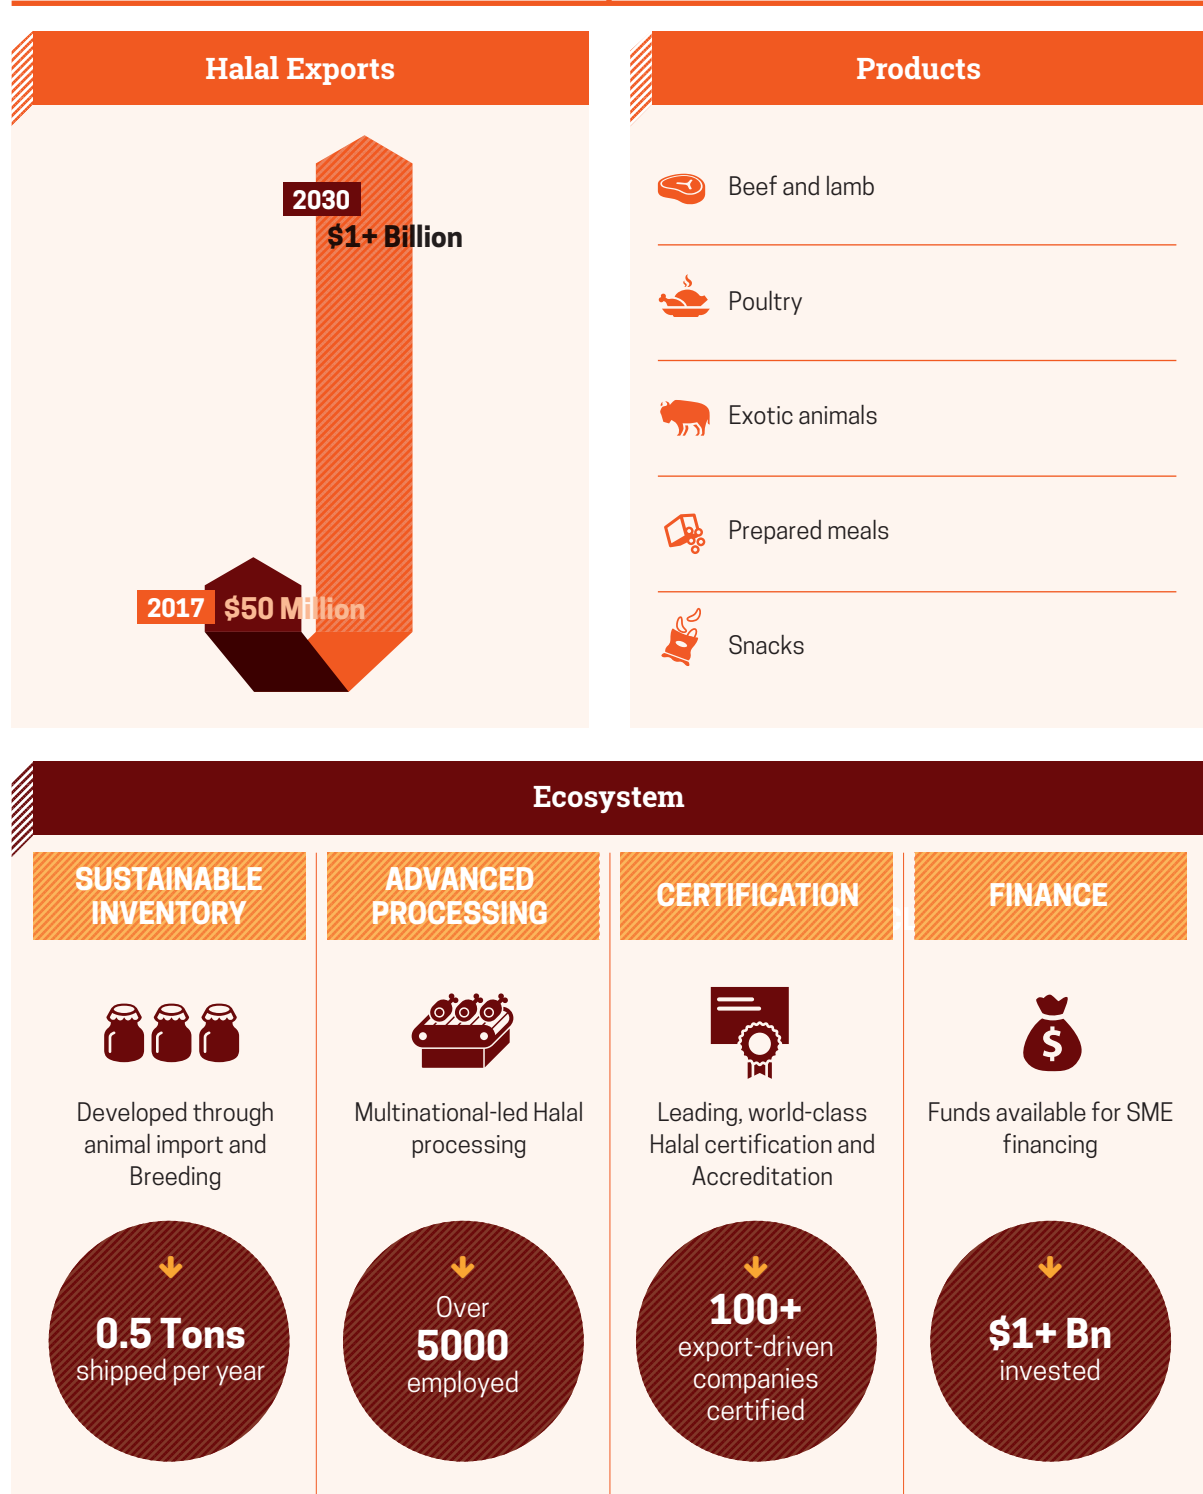 Halal Exports
2030
$1+ Billion
2017 $50 Million
Products
Beef and lamb
Poultry
Exotic animals
Prepared meals
Snacks
Ecosystem
SUSTAINABLE
INVENTORY
Developed through
animal import and
Breeding
0.5 Tons
shipped per year
ADVANCED
PROCESSING
Multinational-led Halal
processing
Over
5000
employed
CERTIFICATION
Leading, world-class
Halal certification and
Accreditation
100+
export-driven
companies
certified
FINANCE
$
Funds available for SME
financing
$1+ Bn
invested